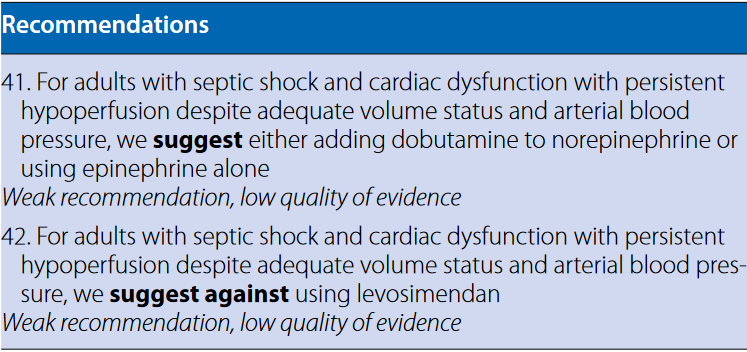 Recommendations
41. For adults with septic shock and cardiac dysfunction with persistent
hypoperfusion despite adequate volume status and arterial blood
pressure, we suggest either adding dobutamine to norepinephrine or
using epinephrine alone
Weak recommendation, low quality of evidence
42. For adults with septic shock and cardiac dysfunction with persistent
hypoperfusion despite adequate volume status and arterial blood pres-
sure, we suggest against using levosimendan
Weak recommendation, low quality of evidence